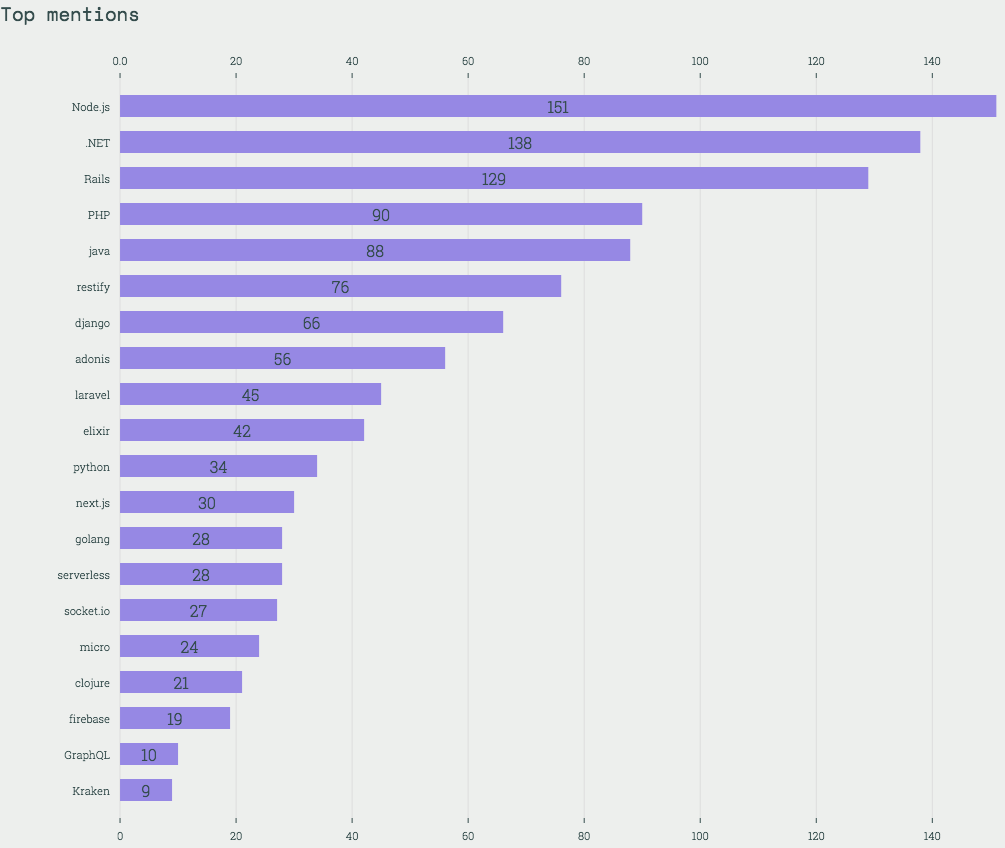 Top mentions
0.0 20 40 60 80 100 120 140
Node.js 151
.NET 138
Rails 129
PHP 90
java 88
restify 76
django 66
adonis 56
laravel 45
elixir 42
python 34
next.js 30
golang 28
serverless 28
socket.io 27
micro 24
clojure 21
firebase 19
GraphQL 10
Kraken 9
0 20 40 60 80 100 120 140